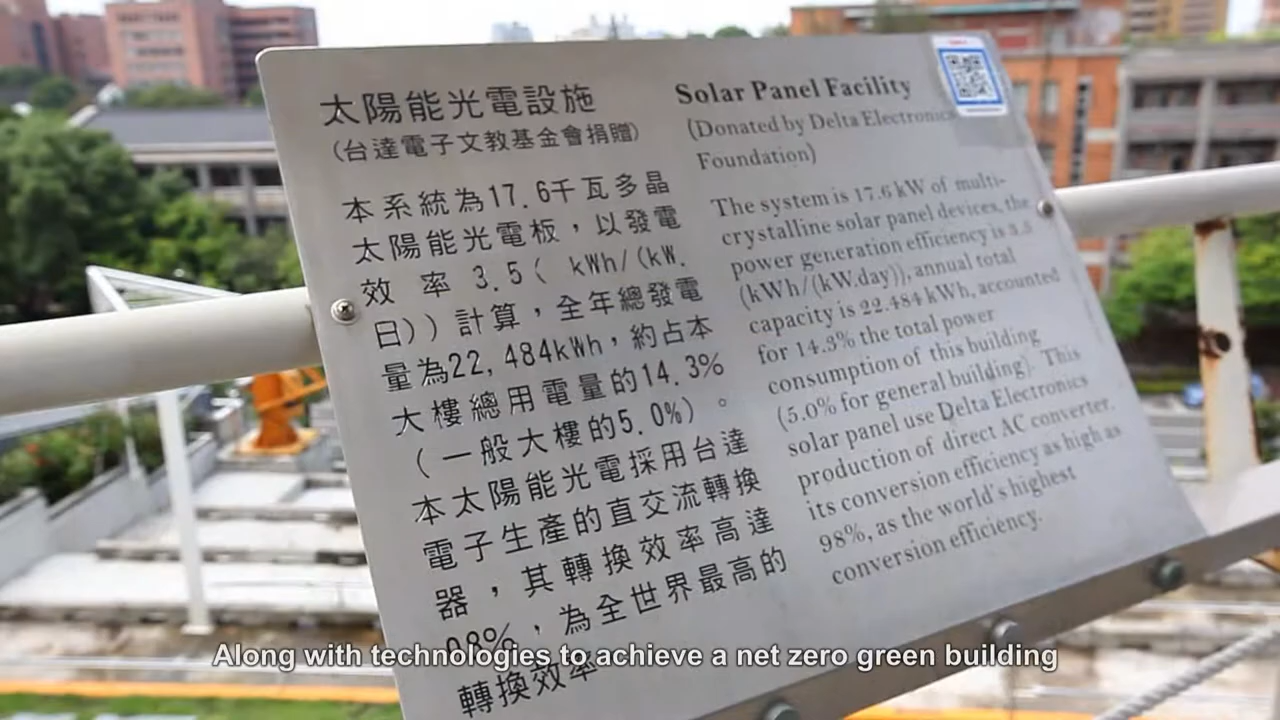 太陽能光電設施
(台達電子文教基金會捐贈)
本系統為17.6千瓦多晶
太陽能光電板，以發電
效率3.5( kWh/(kW.
日))計算，全年總發電
量為22,484kWh，約占本
大樓總用電量的14.3%
(一般大樓的5.0%)。
本太陽能光電採用台達
電子生產的直交流轉換
器，其轉換效率高達
98%，為全世界最高的
轉換效率
Solar Panel Facility
(Donated by Delta Electronics
Foundation)
The system is 17.6 kW of multi-
crystalline solar panel devices, the
power generation efficiency is 3.5
(kWh/(kW.day)), annual total
capacity is 22.484 kWh, accounted
for 14.3% the total power
consumption of this building
(5.0% for general building). This
solar panel use Delta Electronics
production of direct AC converter.
its conversion efficiency as high as
98%, as the world's highest
conversion efficiency.
Along with technologies to achieve a net zero green building